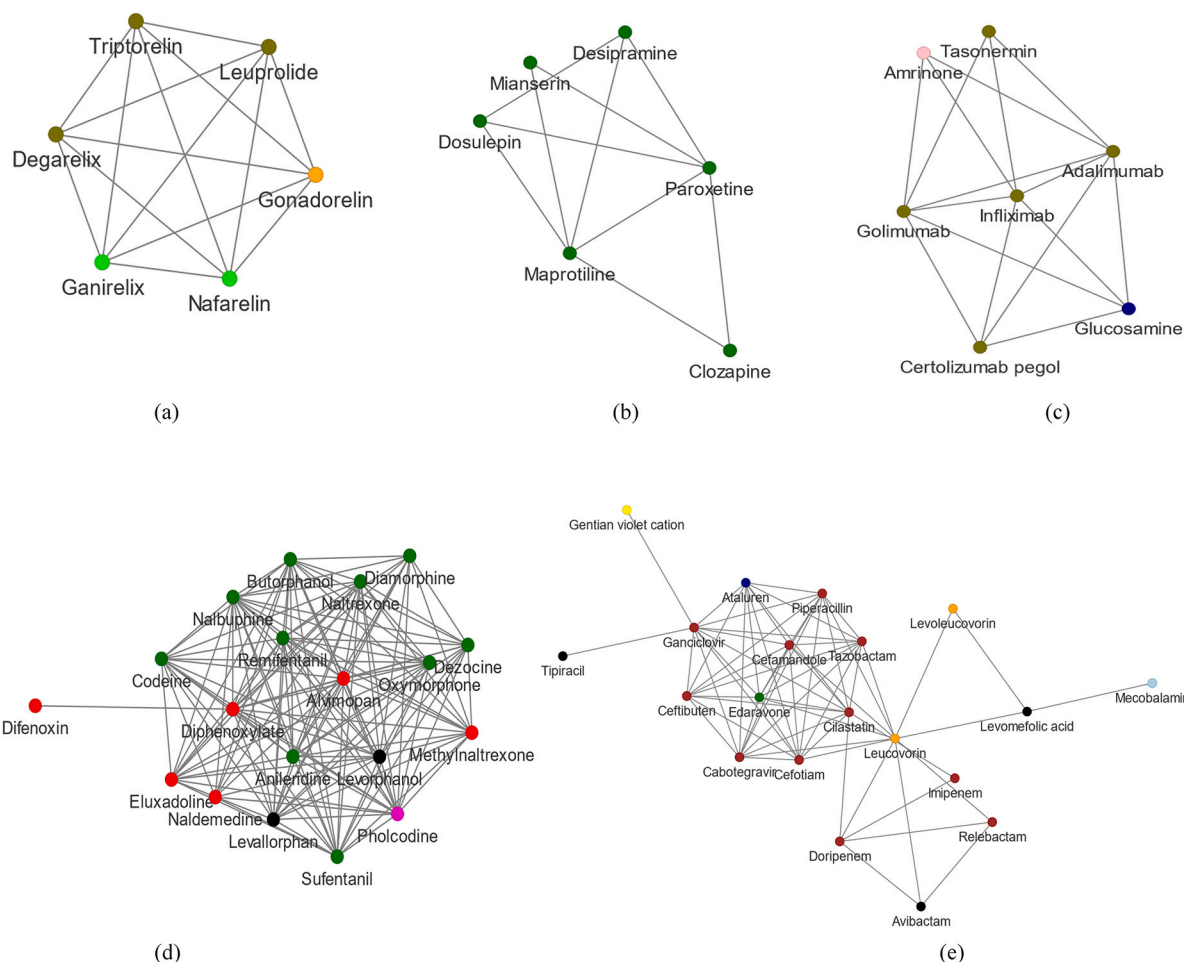 Triptorelin
Leuprolide
Degarelix
Gonadorelin
Ganirelix
Nafarelin
(a)
Desipramine
Mianserin
Dosulepin
Paroxetine
Maprotiline
Clozapine
(b)
Tasonermin
Amrinone
Adalimumab
Infliximab
Golimumab
Glucosamine
Certolizumab pegol
(c)
Butorphanol
Diamorphine
Naltrexone
Nalbuphine
Remifentanil
Dezocine
Codeine
Oxymorphone
Alvimopan
Difenoxin
Diphenoxylate
Methylnaltrexone
Anileridine
Levorphanol
Eluxadoline
Naldemedine
Levallorphan
Pholcodine
Sufentanil
(d)
Gentian violet cation
Ataluren
Piperacillin
Levoleucovorin
Ganciclovir
Cefamandole
Tazobactam
Tipiracil
Mecobalamin
Ceftibuten
Edaravone
Cilastatin
Levomefolic acid
Leucovorin
Cabotegravir
Cefotiam
Imipenem
Relebactam
Doripenem
Avibactam
(e)